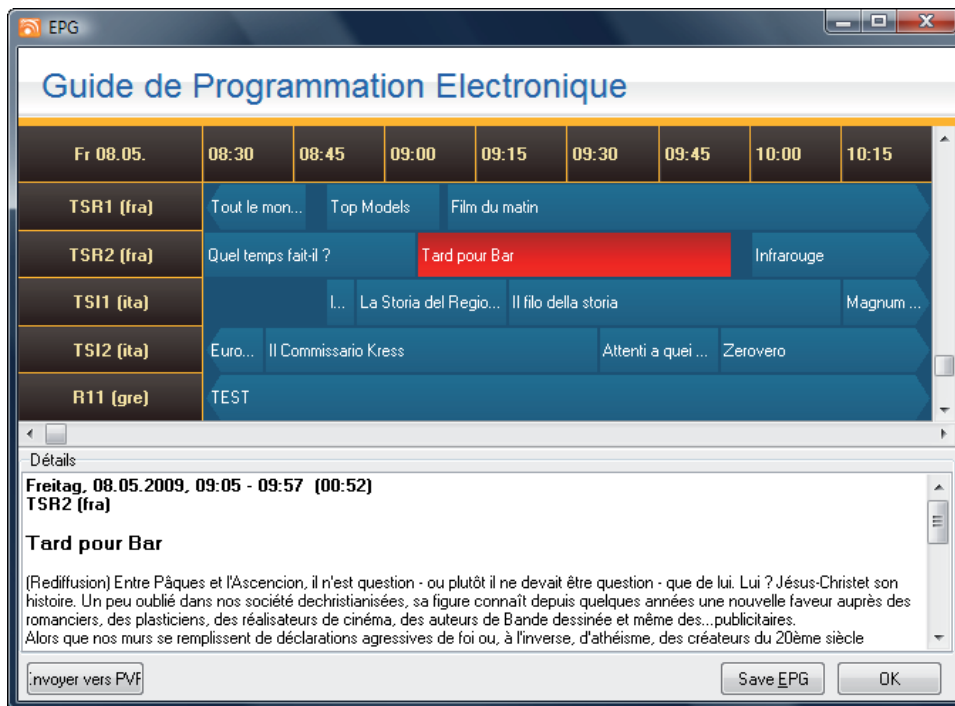 EPG
Guide de Programmation Electronique
Fr 08.05. 08:30 08:45 09:00 09:15 09:30 09:45 10:00 10:15
TSR1 (fra) Tout le mon... Top Models Film du matin
TSR2 (fra) Quel temps fait-il ? Tard pour Bar Infrarouge
TSI1 (ita) I... La Storia del Regio... Il filo della storia Magnum ...
TSI2 (ita) Euro... Il Commissario Kress Attenti a quei ... Zerovero
R11 (gre) TEST
Détails
Freitag, 08.05.2009, 09:05 - 09:57 (00:52)
TSR2 (fra)
Tard pour Bar
(Rediffusion) Entre Pâques et l'Ascencion, il n'est question - ou plutôt il ne devait être question - que de lui. Lui ? Jésus-Christet son
histoire. Un peu oublié dans nos société dechristianisées, sa figure connaît depuis quelques années une nouvelle faveur auprès des
romanciers, des plasticiens, des réalisateurs de cinéma, des auteurs de Bande dessinée et même des...publicitaires.
Alors que nos murs se remplissent de déclarations agressives de foi ou, à l'inverse, d'athéisme, des créateurs du 20ème siècle
nvoyer vers PVR Save EPG OK